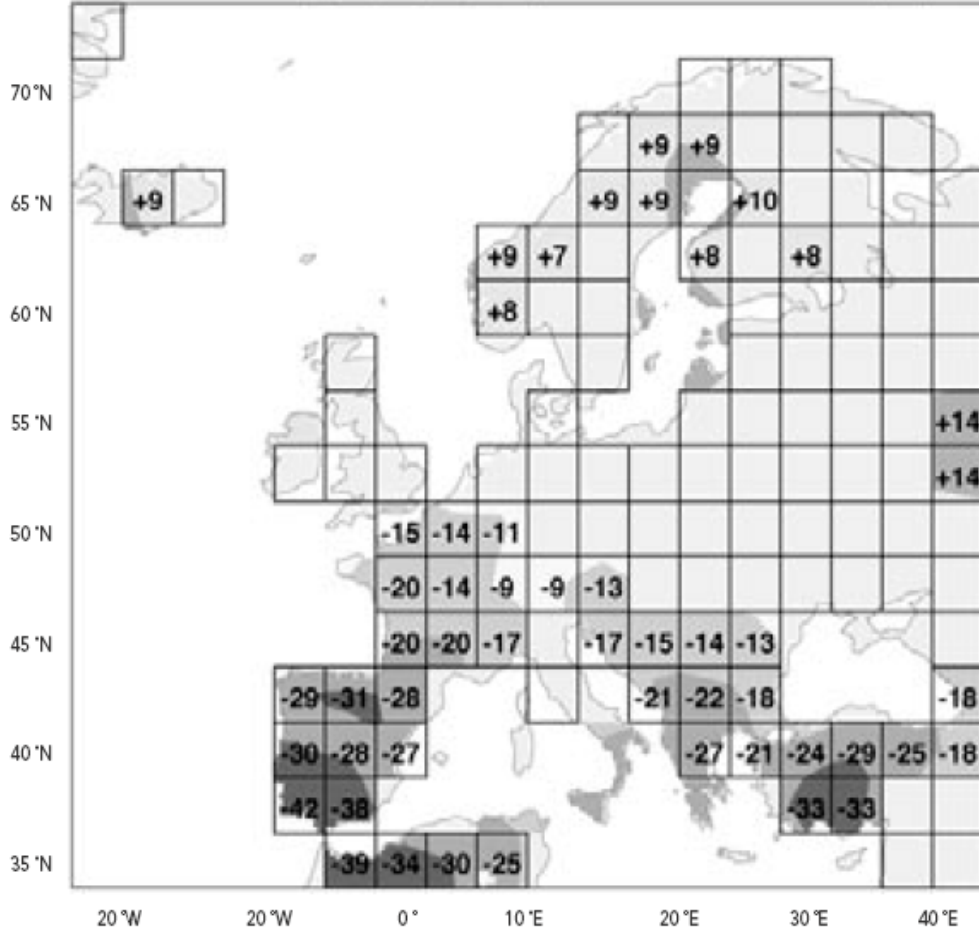 70°N
+9 +9
65°N +9 +9 +9 +10
+9 +7 +8 +8
60°N +8
55°N +14
+14
50°N -15 -14 -11
-20 -14 -9 -9 -13
45°N -20 -20 -17 -17 -15 -14 -13
-29 -31 -28 -21 -22 -18 -18
40°N -30 -28 -27 -27 -21 -24 -29 -25 -18
-42 -38 -33 -33
35°N -39 -34 -30 -25
20°W 20°W 0° 10°E 20°E 30°E 40°E